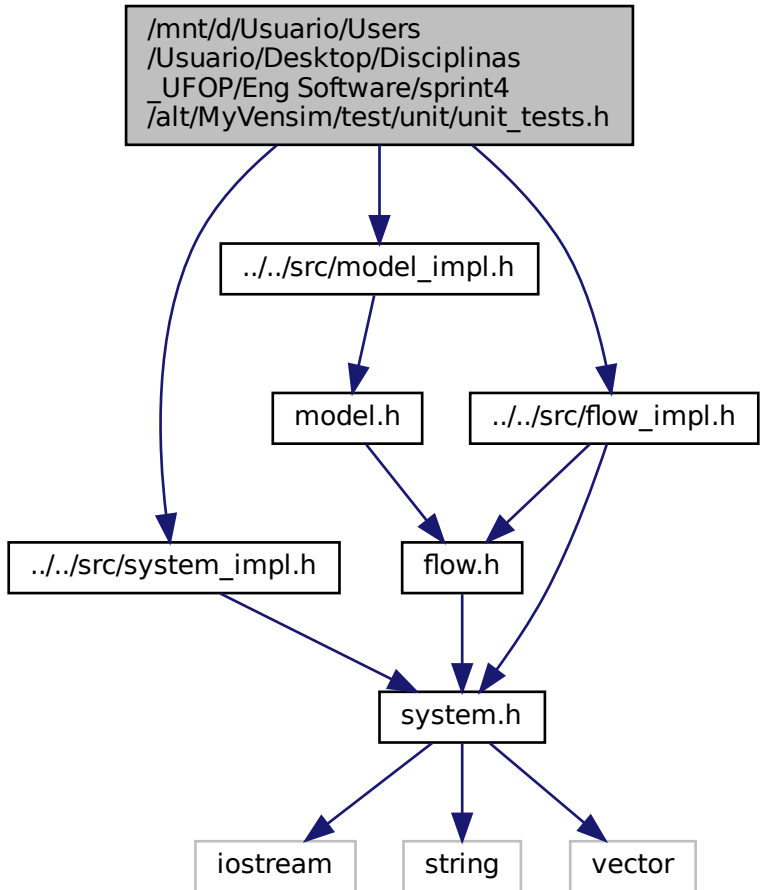 /mnt/d/Usuario/Users
/Usuario/Desktop/Disciplinas
_UFOP/Eng Software/sprint4
/alt/MyVensim/test/unit/unit_tests.h
../../src/model_impl.h
model.h
../../src/flow_impl.h
../../src/system_impl.h
flow.h
system.h
iostream
string
vector